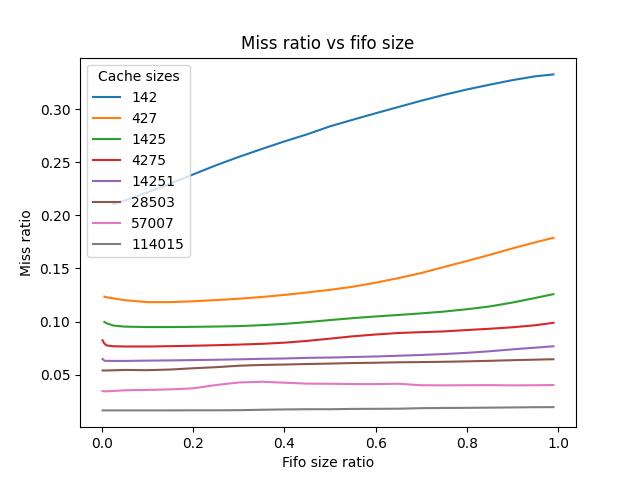 Miss ratio vs fifo size
Cache sizes
142
427
1425
4275
14251
28503
57007
114015
Miss ratio
0.30
0.25
0.20
0.15
0.10
0.05
0.0 0.2 0.4 0.6 0.8 1.0
Fifo size ratio